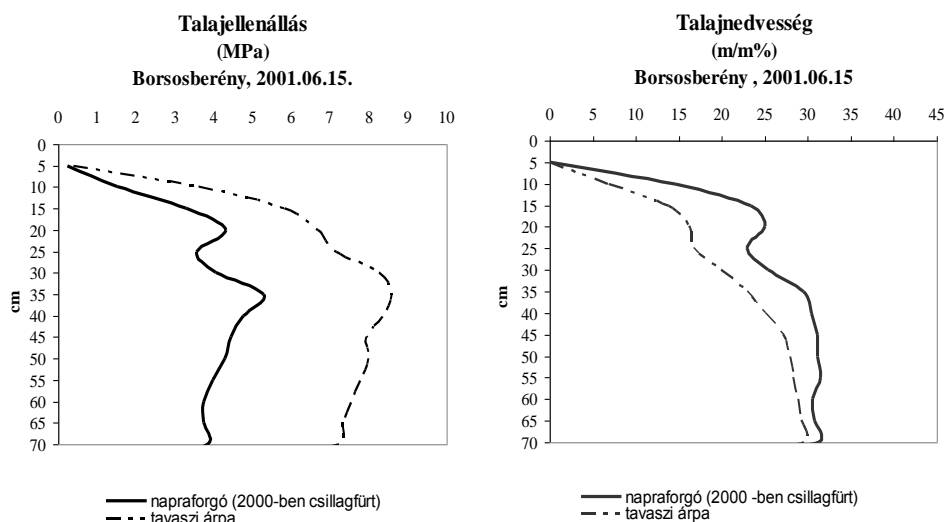 Talajellenállás
(MPa)
Borsosberény, 2001.06.15.
0 1 2 3 4 5 6 7 8 9 10
0
5
10
15
20
25
30
35
40
45
50
55
60
65
70
cm
napraforgó (2000-ben csillagfürt)
tavaszi árpa
Talajnedvesség
(m/m%)
Borsosberény , 2001.06.15
0 5 10 15 20 25 30 35 40 45
0
5
10
15
20
25
30
35
40
45
50
55
60
65
70
cm
napraforgó (2000 -ben csillagfürt)
tavaszi árpa